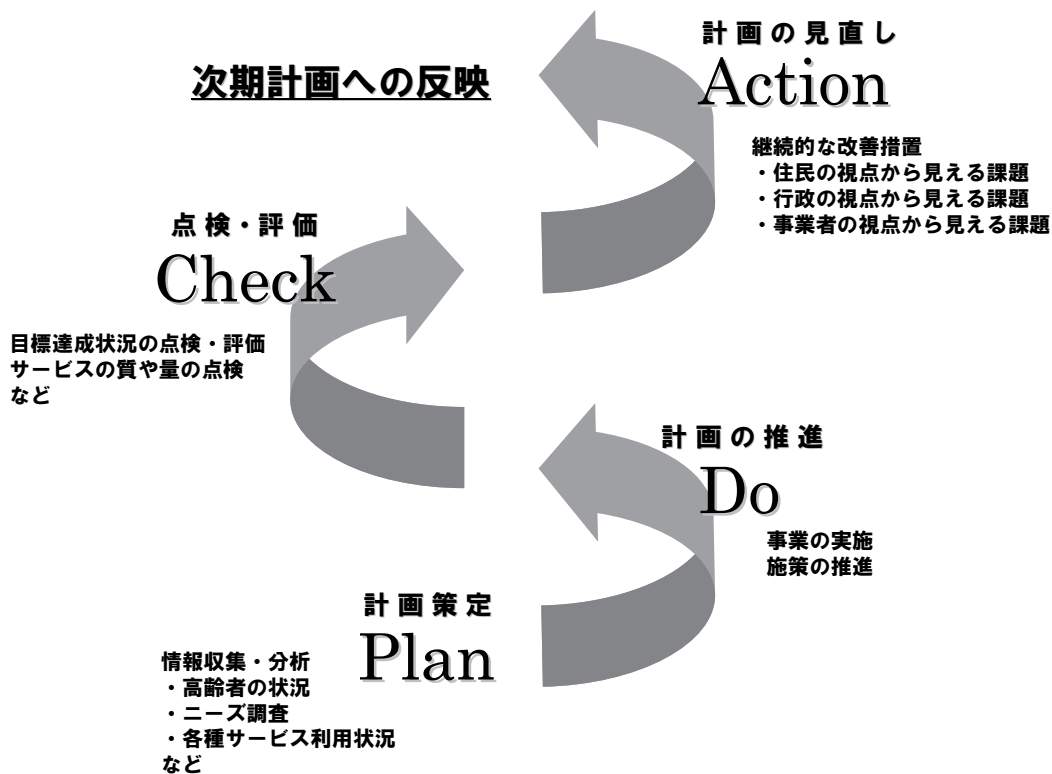 次期計画への反映
計画の見直し
Action
継続的な改善措置
・住民の視点から見える課題
・行政の視点から見える課題
・事業者の視点から見える課題
点検・評価
Check
目標達成状況の点検・評価
サービスの質や量の点検
など
計画の推進
Do
事業の実施
施策の推進
計画策定
Plan
情報収集・分析
・高齢者の状況
・ニーズ調査
・各種サービス利用状況
など